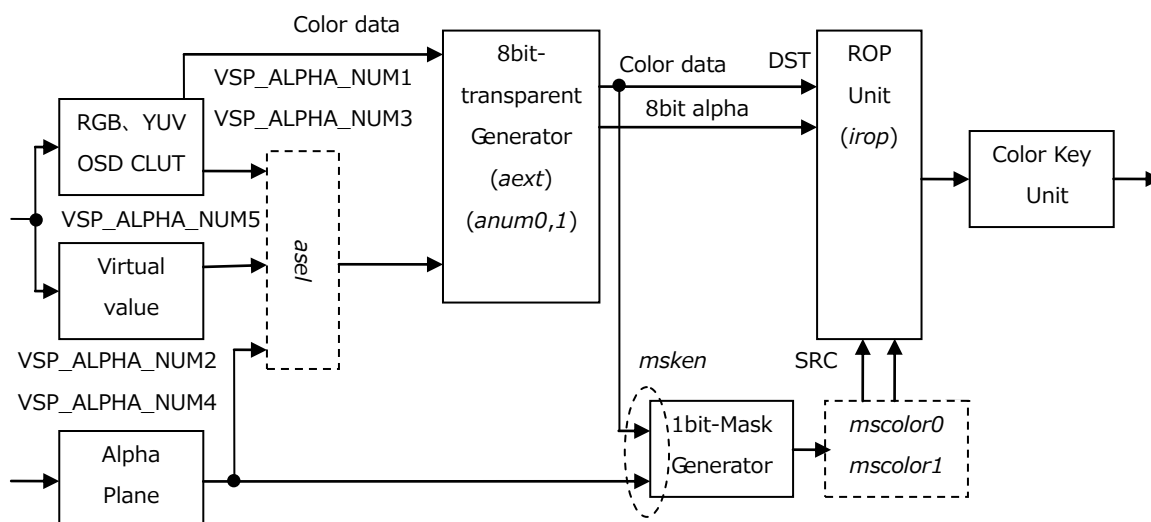 Color data
VSP_ALPHA_NUM1
VSP_ALPHA_NUM3
RGB、YUV
OSD CLUT
VSP_ALPHA_NUM5
Virtual
value
VSP_ALPHA_NUM2
VSP_ALPHA_NUM4
Alpha
Plane
asel
8bit-
transparent
Generator
(aext)
(anum0,1)
Color data
DST
8bit alpha
ROP
Unit
(irop)
Color Key
Unit
msken
SRC
1bit-Mask
Generator
mscolor0
mscolor1